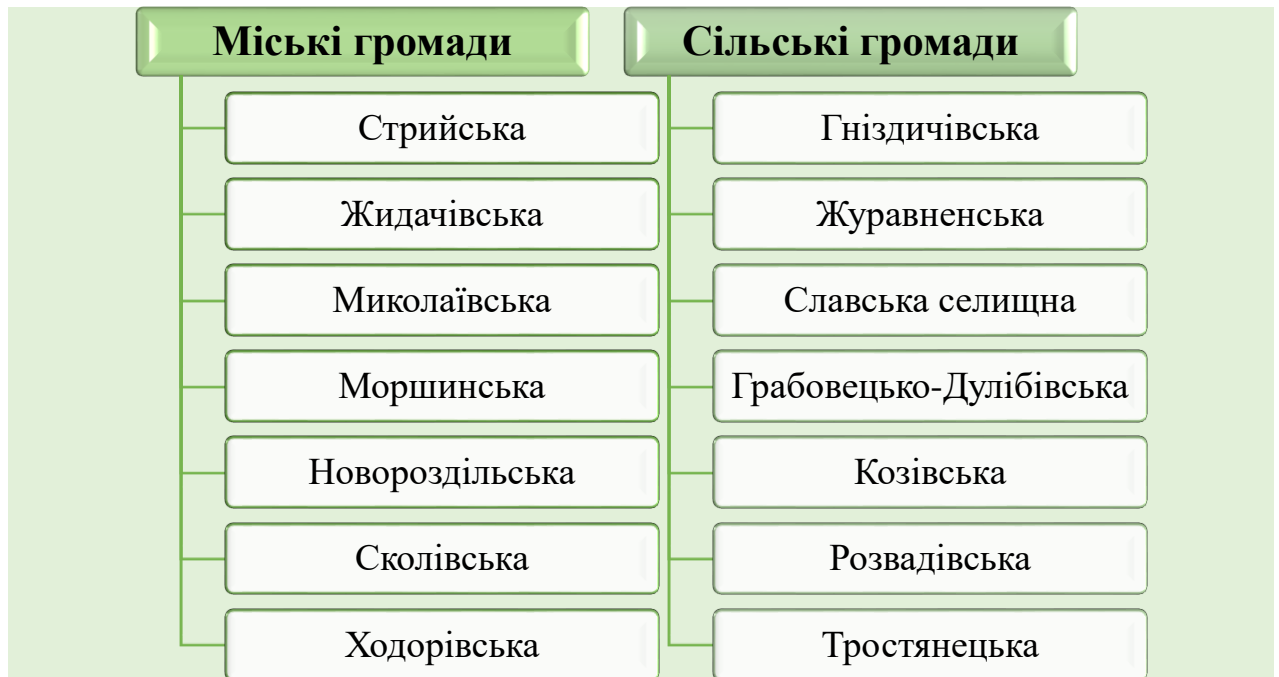 Міські громади
Стрийська
Жидачівська
Миколаївська
Моршинська
Новороздільська
Сколівська
Ходорівська
Сільські громади
Гніздичівська
Журавненська
Славська селищна
Грабовецько-Дулібівська
Козівська
Розвадівська
Тростянецька